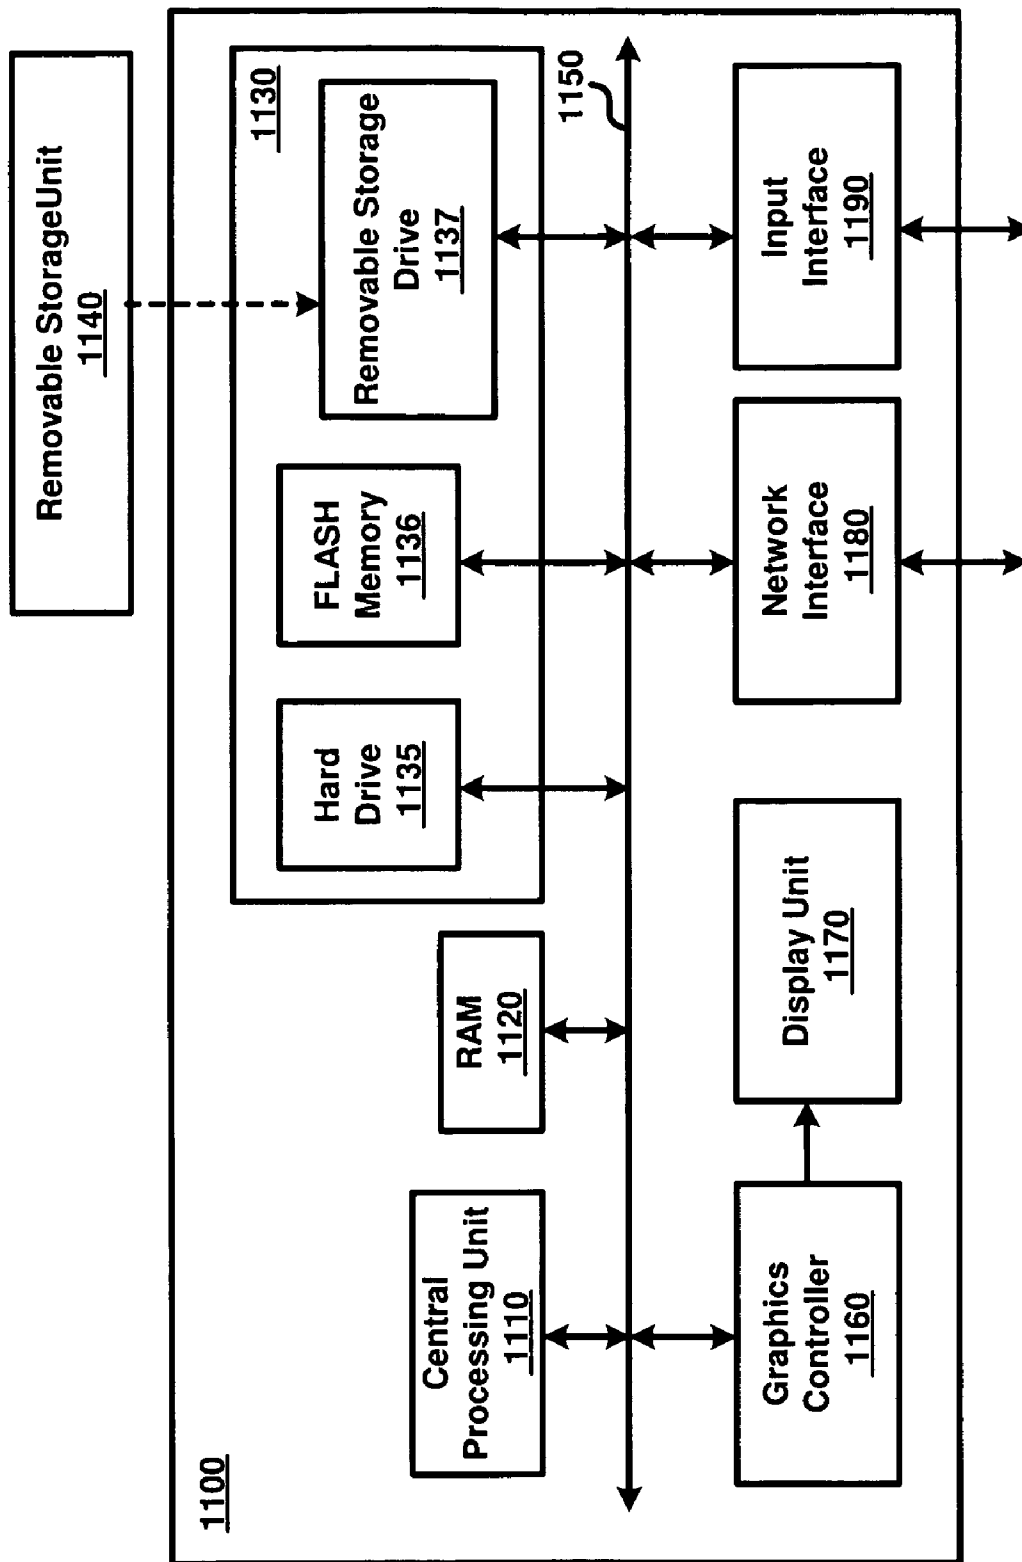 Removable StorageUnit
1140
1100
1130
Central
Processing Unit
1110
RAM
1120
Hard
Drive
1135
FLASH
Memory
1136
Removable Storage
Drive
1137
1150
Graphics
Controller
1160
Display Unit
1170
Network
Interface
1180
Input
Interface
1190